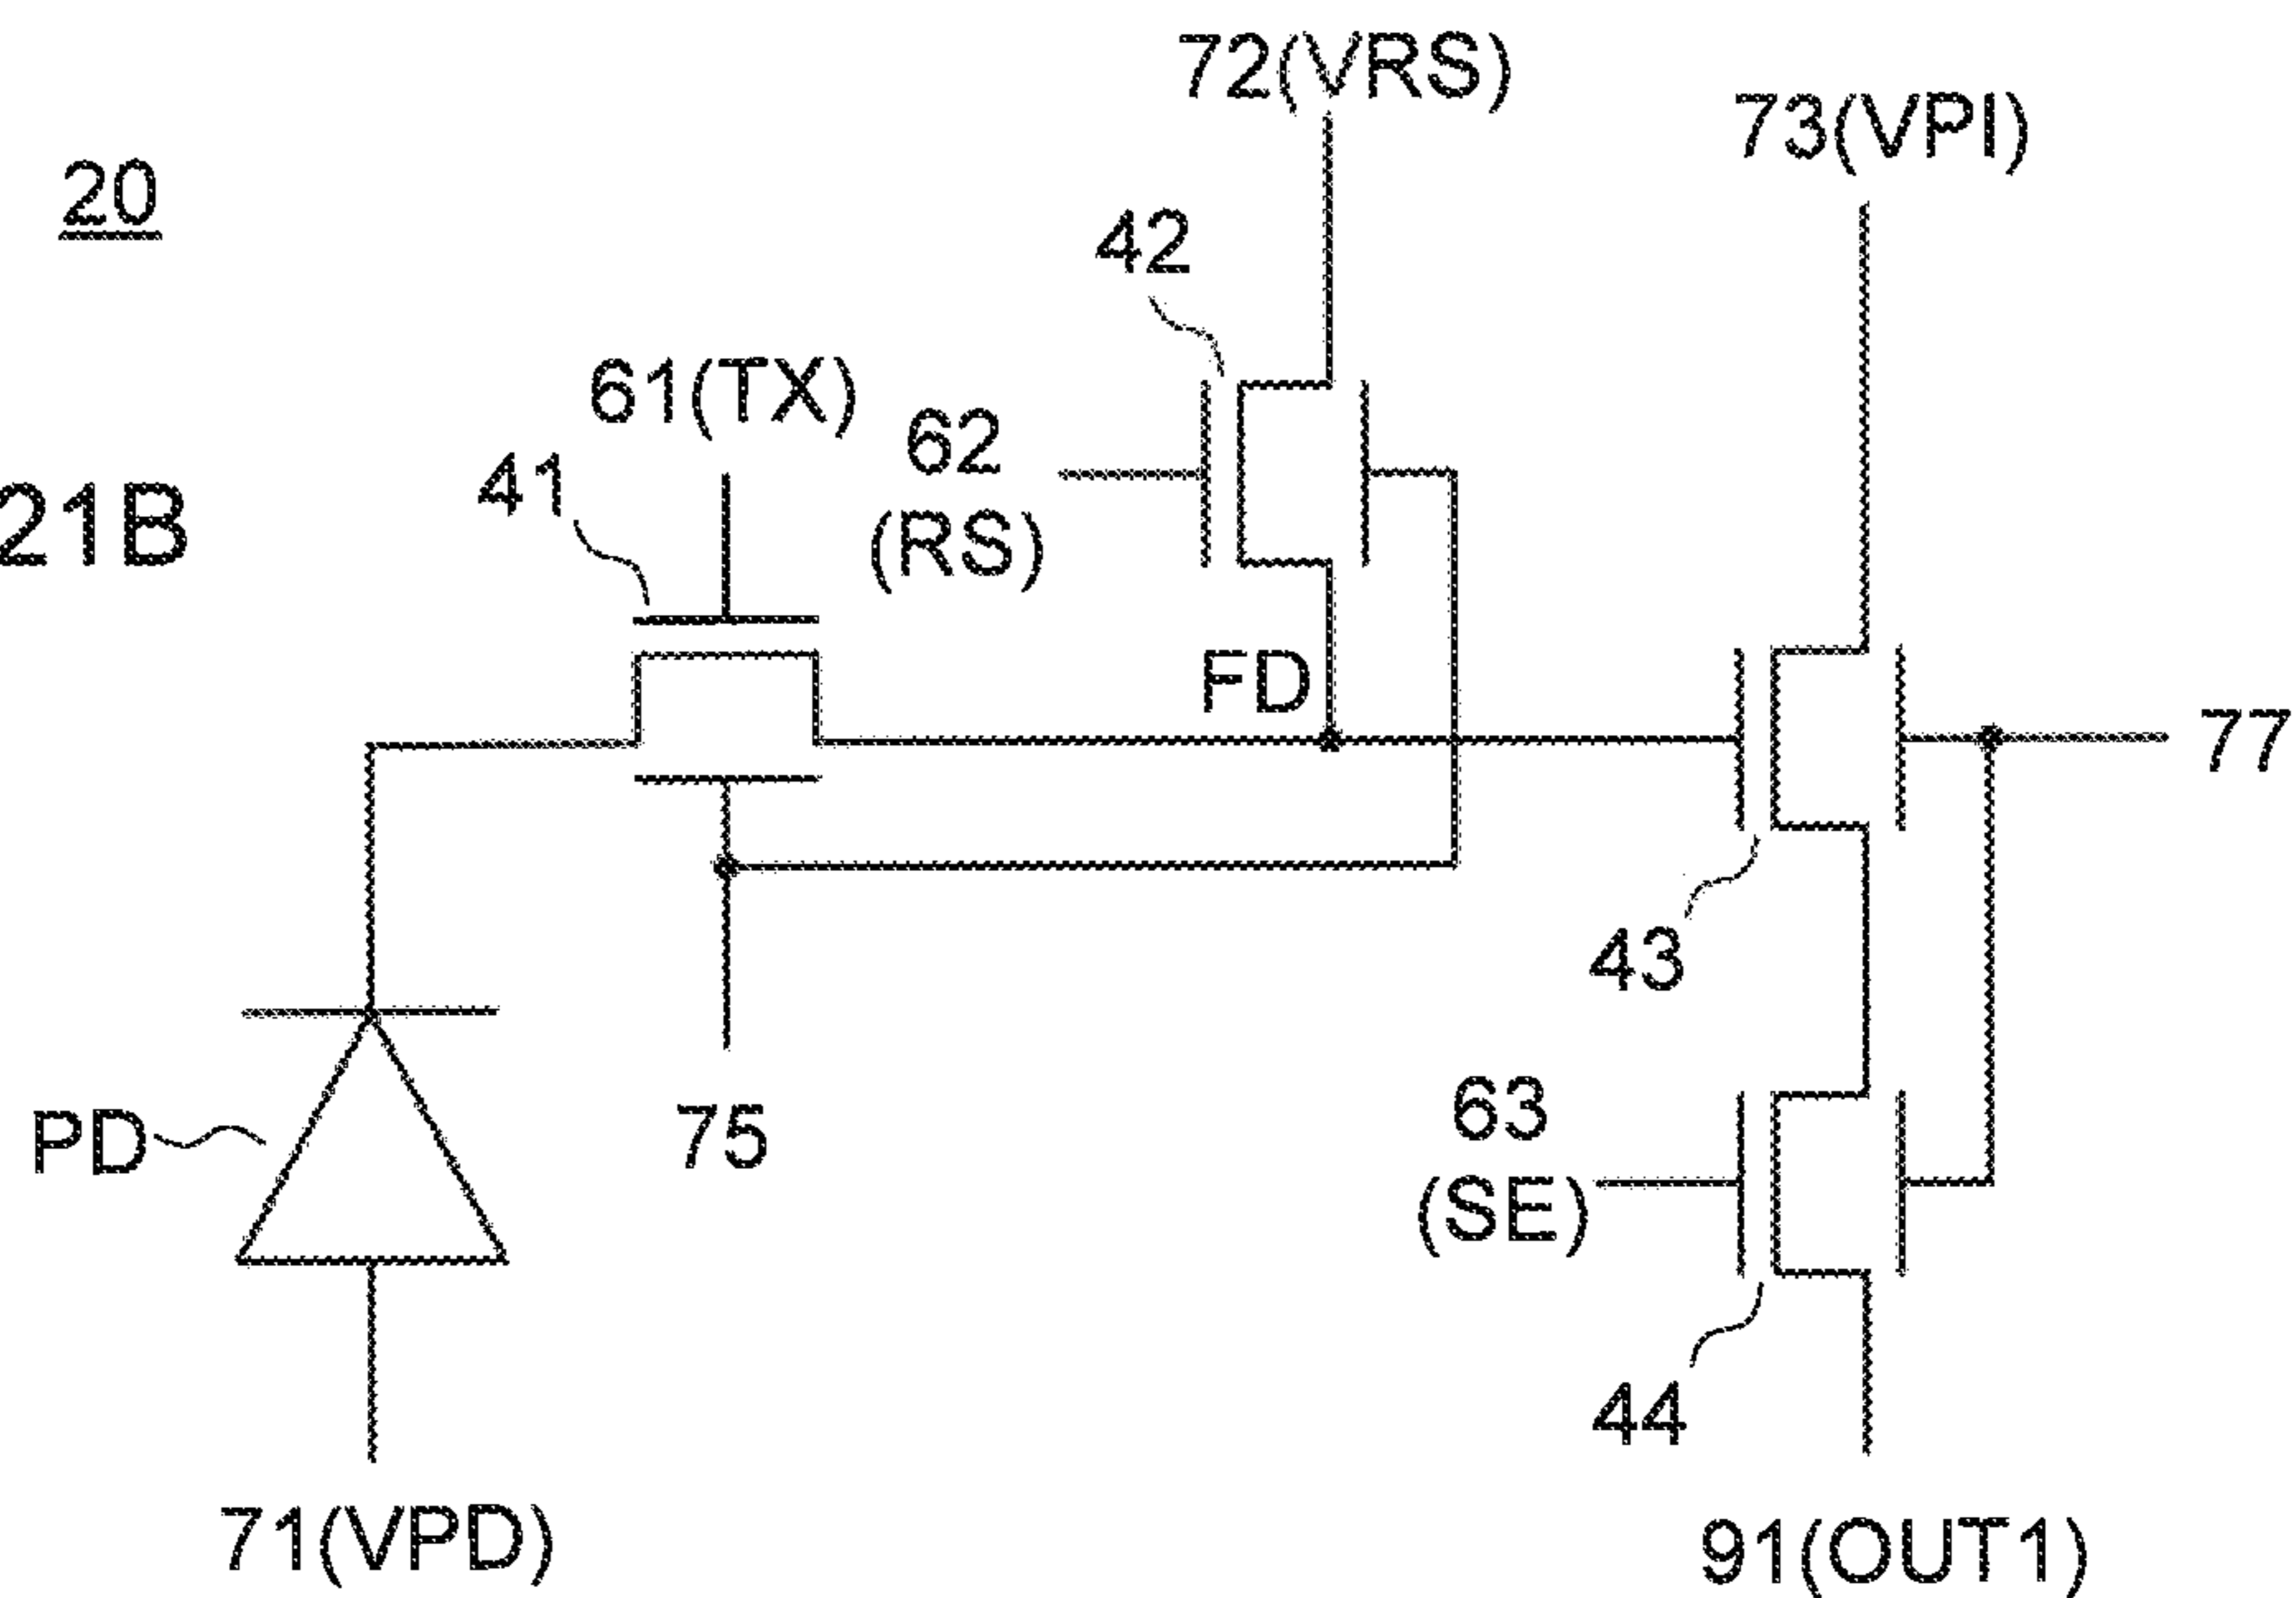 72(VRS)
73(VPI)
20
42
61(TX)
62
(RS)
41
21B
FD
77
43
PD
75
63
(SE)
44
71(VPD)
91(OUT1)